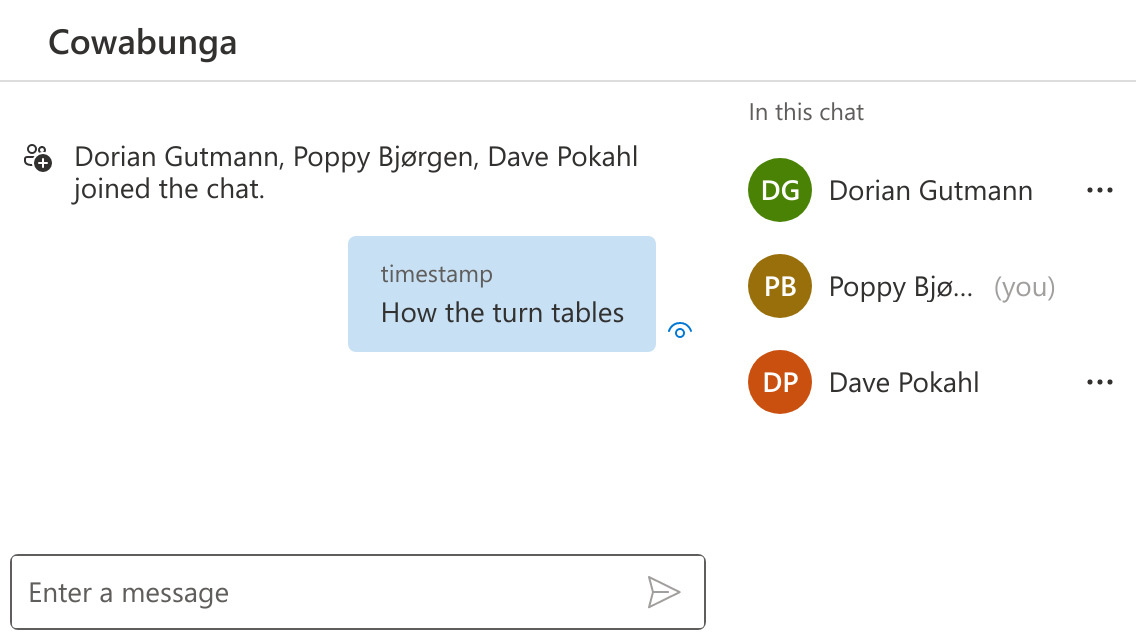 Cowabunga
Dorian Gutmann, Poppy Bjørgen, Dave Pokahl
joined the chat.
timestamp
How the turn tables
Enter a message
In this chat
DG Dorian Gutmann
PB Poppy Bjø... (you)
DP Dave Pokahl